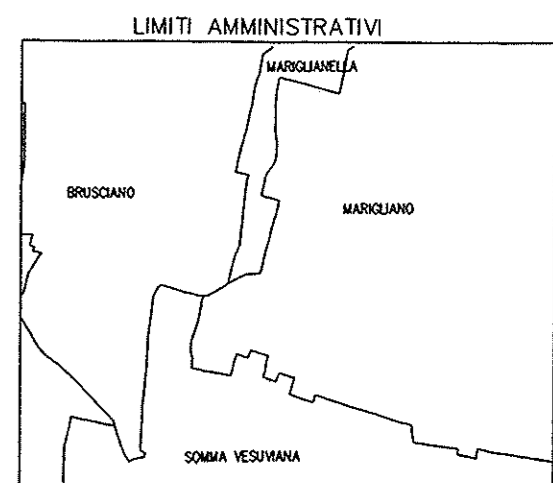 LIMITI AMMINISTRATIVI
MARIGLIANELLA
BRUSCIANO
MARIGLIANO
SOMMA VESUVIANA